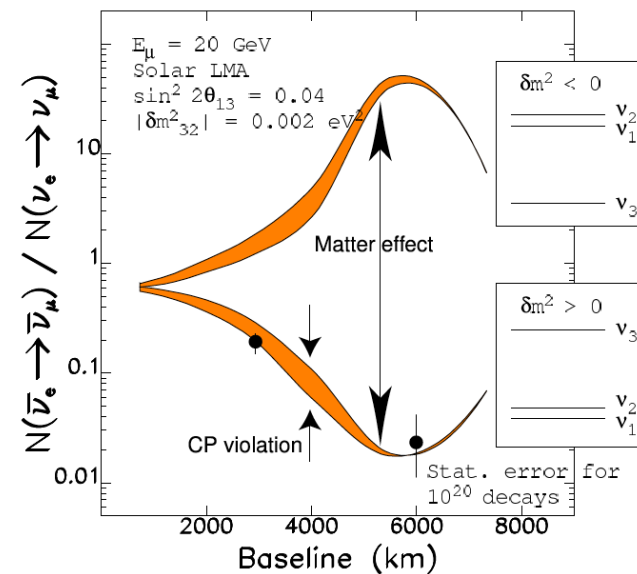 E_μ = 20 GeV
Solar LMA
sin² 2θ₁₃ = 0.04
|δm²₃₂| = 0.002 eV²
N(ν̄_e → ν̄_μ) / N(ν_e → ν_μ)
10
1
0.1
0.01
Matter effect
CP violation
Stat. error for
10²⁰ decays
2000 4000 6000 8000
Baseline (km)
δm² < 0
ν₂
ν₁
ν₃
δm² > 0
ν₃
ν₂
ν₁